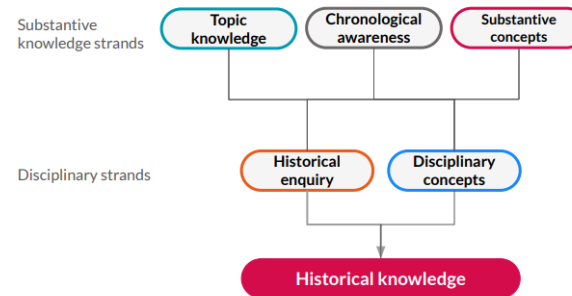 Substantive
knowledge strands
Topic
knowledge
Chronological
awareness
Substantive
concepts
Disciplinary strands
Historical
enquiry
Disciplinary
concepts
Historical knowledge